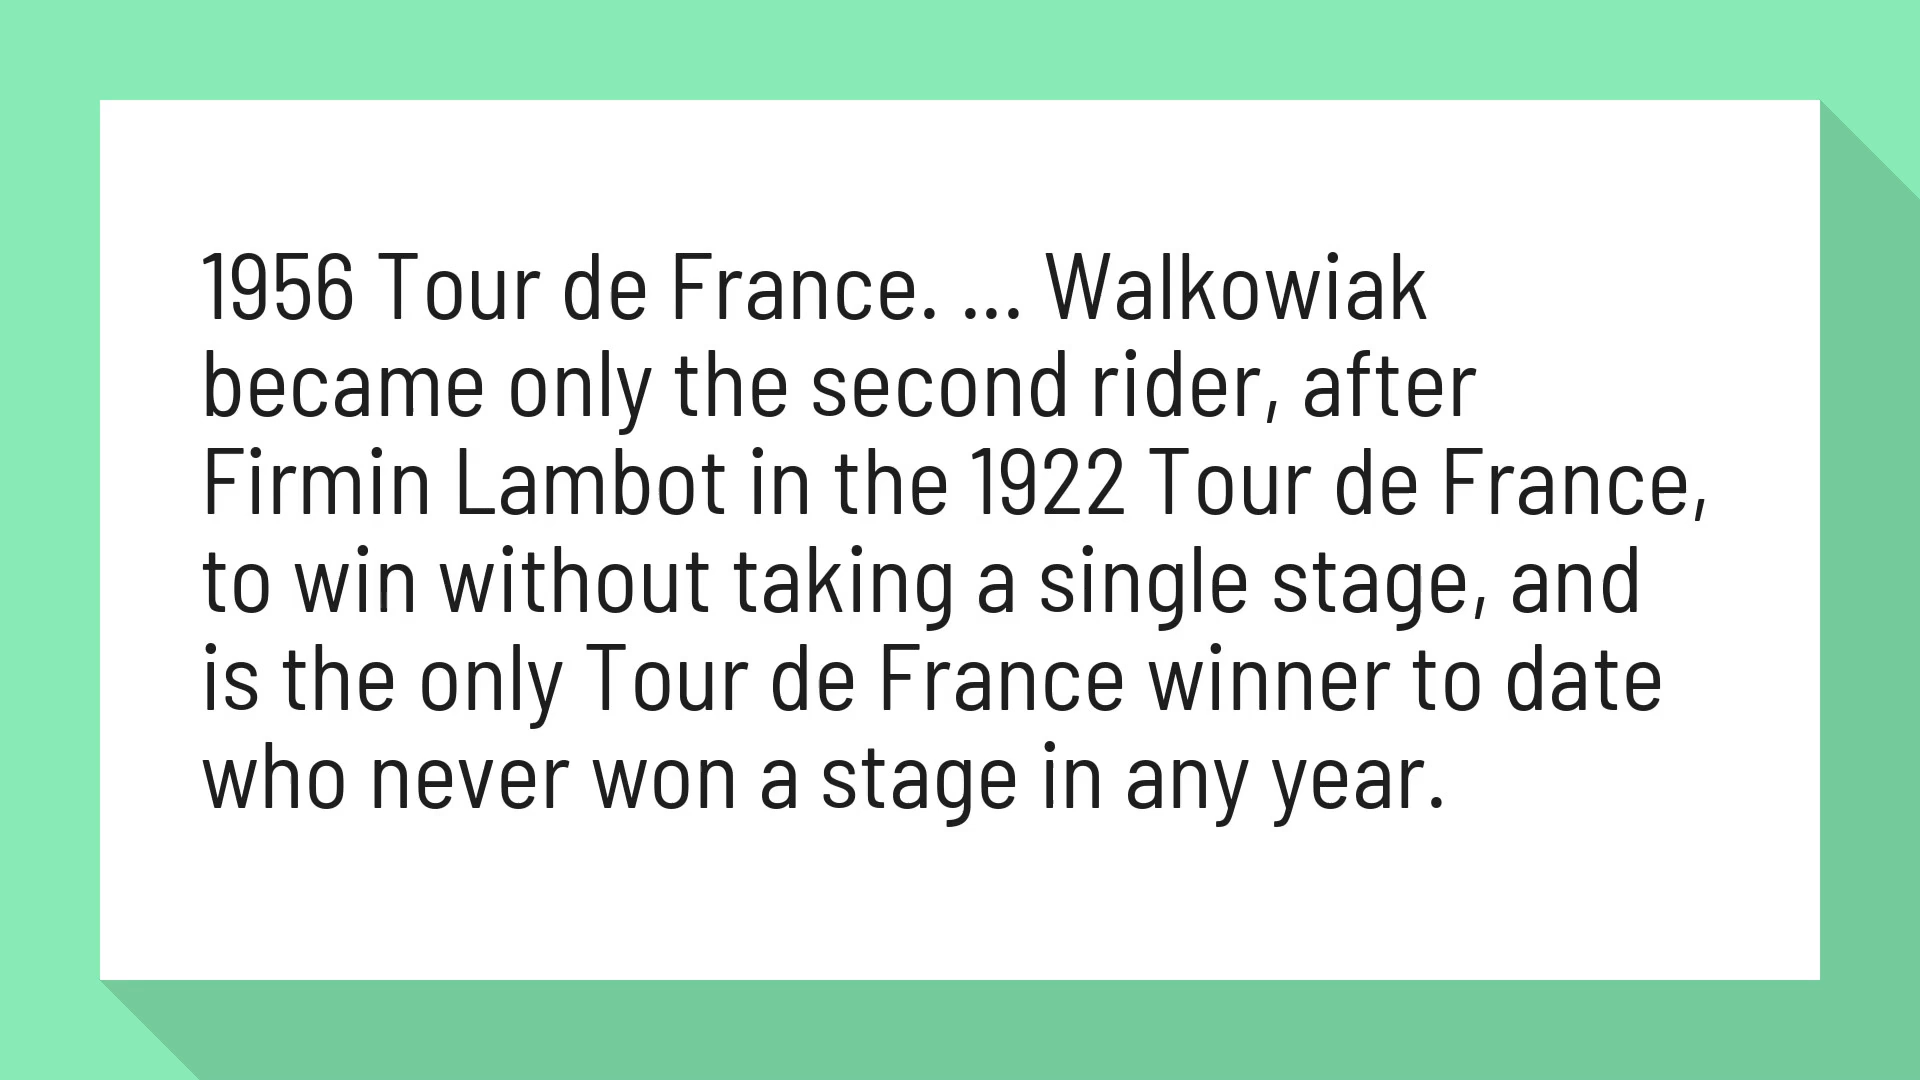 1956 Tour de France. ... Walkowiak
became only the second rider, after
Firmin Lambot in the 1922 Tour de France,
to win without taking a single stage, and
is the only Tour de France winner to date
who never won a stage in any year.